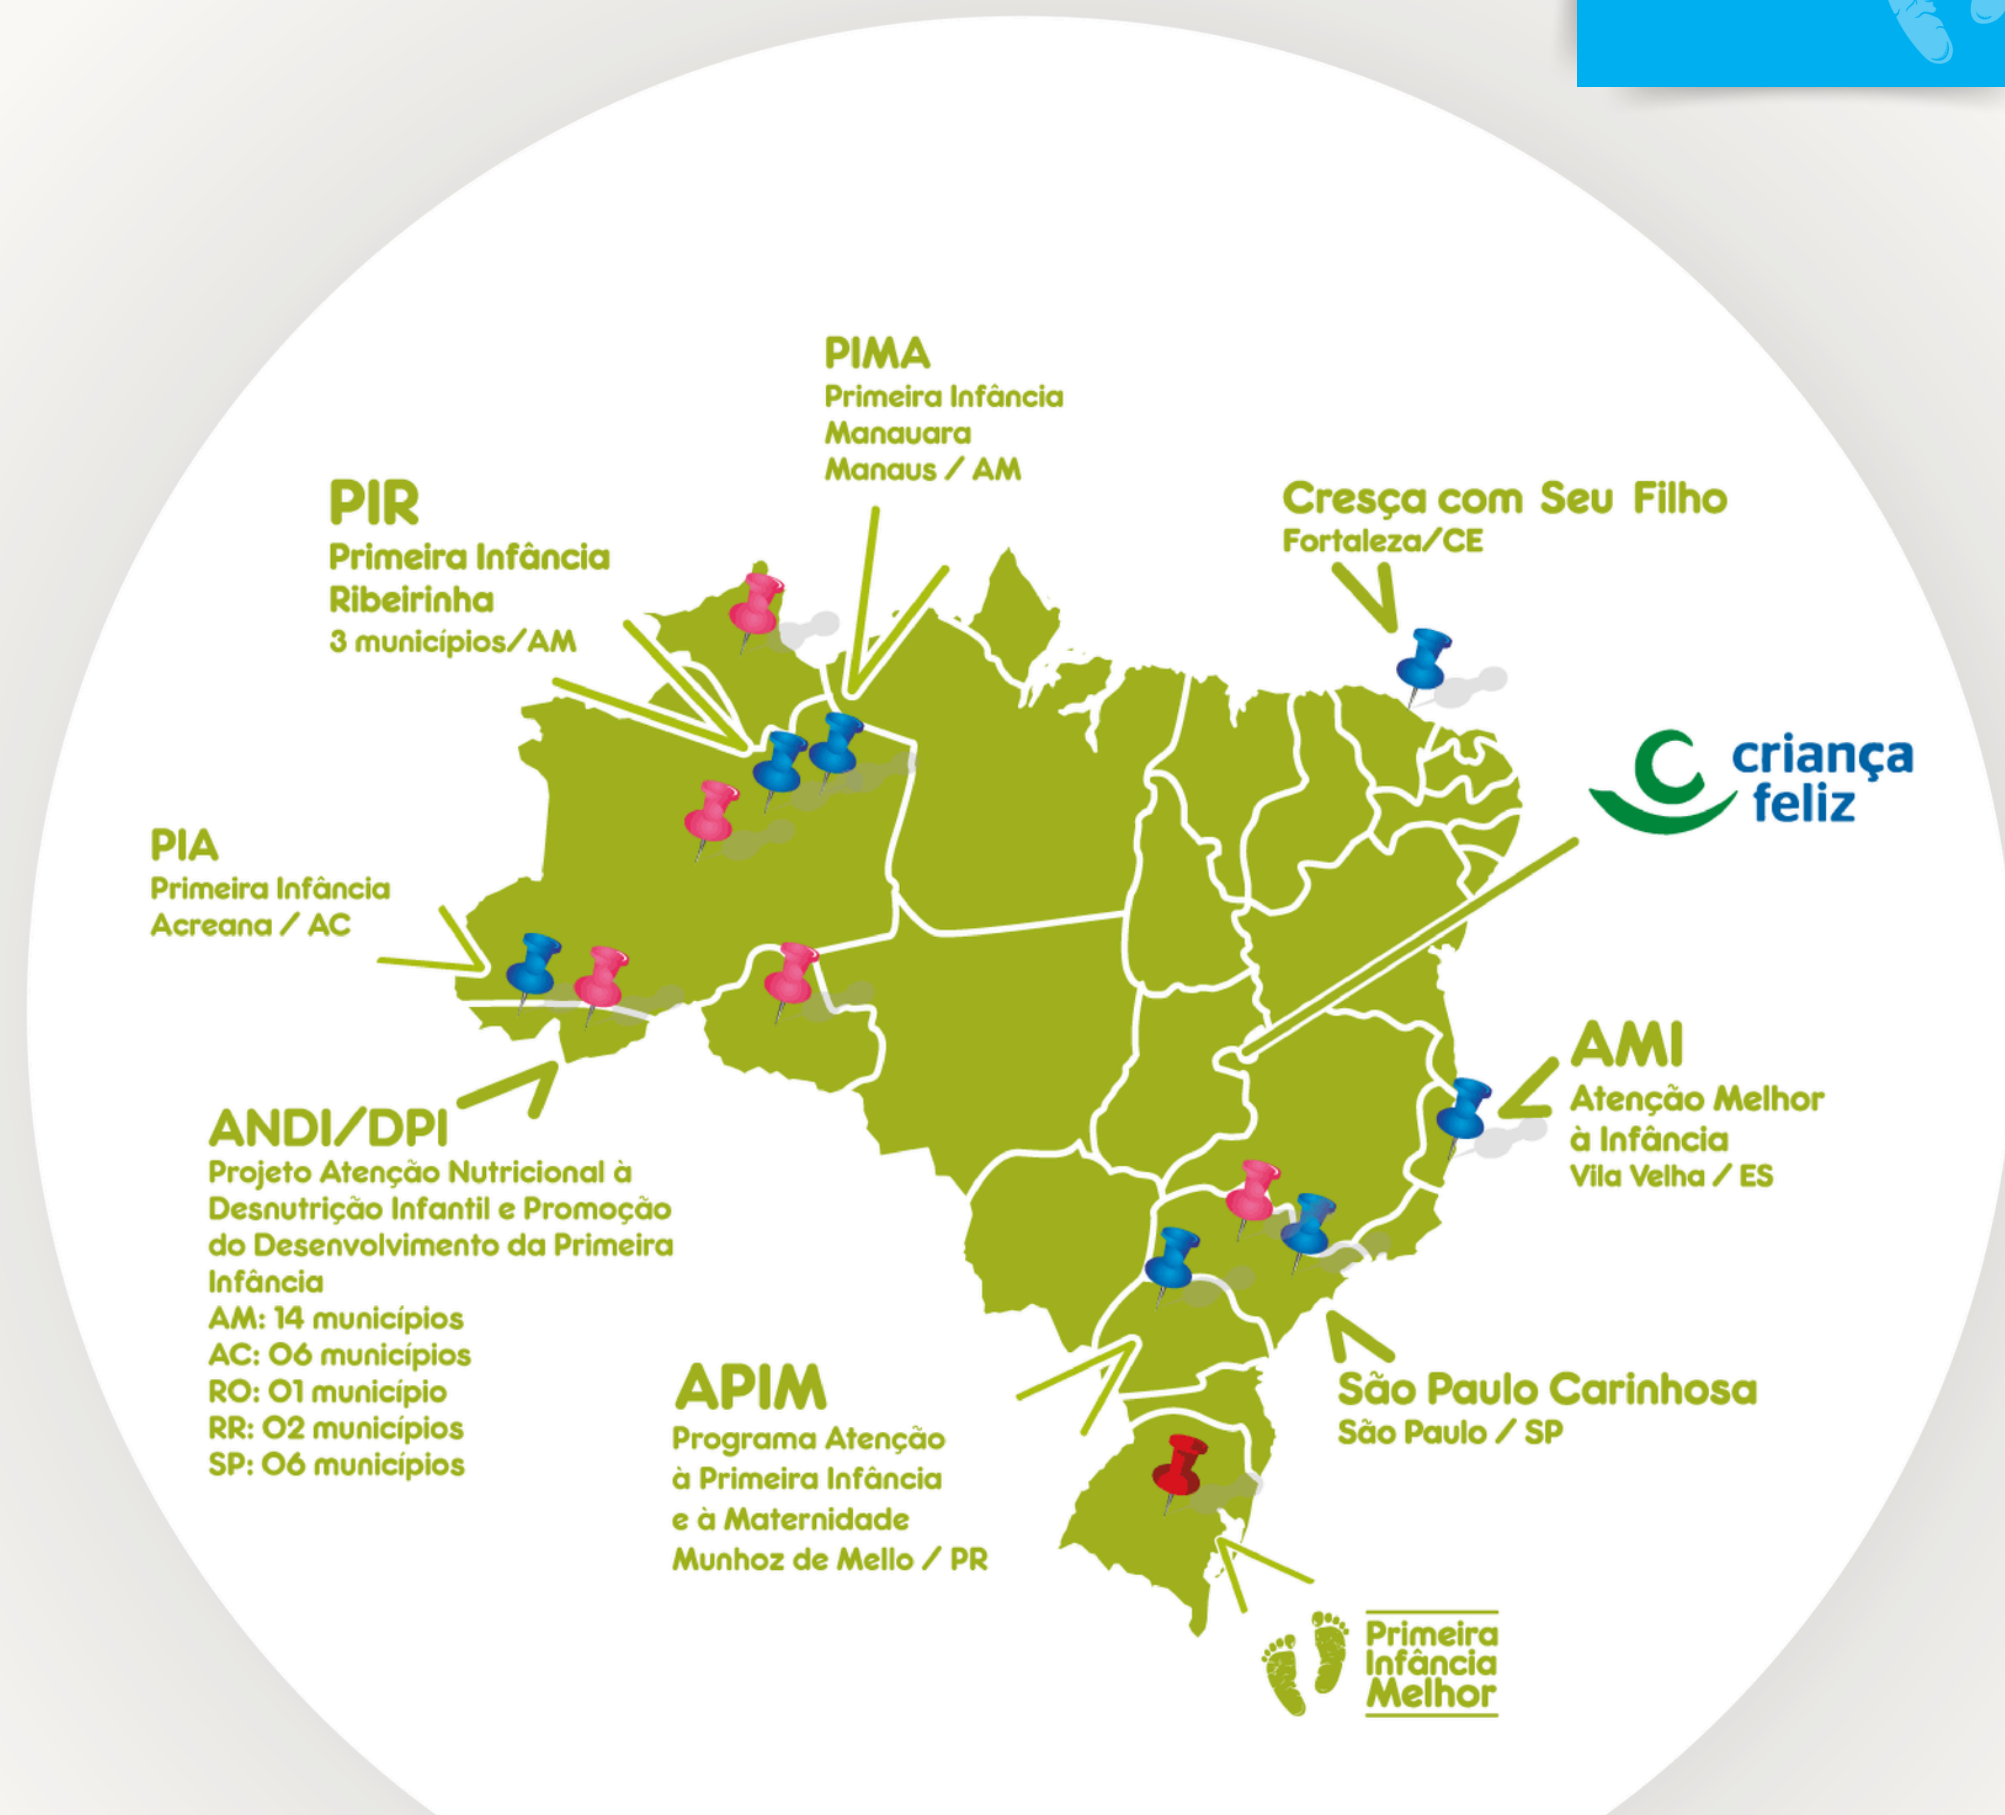 PIMA
Primeira Infância
Manauara
Manaus / AM
PIR
Primeira Infância
Ribeirinha
3 municípios/AM
Cresça com Seu Filho
Fortaleza/CE
criança
feliz
PIA
Primeira Infância
Acreana / AC
AMI
Atenção Melhor
à Infância
Vila Velha / ES
ANDI/DPI
Projeto Atenção Nutricional à
Desnutrição Infantil e Promoção
do Desenvolvimento da Primeira
Infância
AM: 14 municípios
AC: 06 municípios
RO: 01 município
RR: 02 municípios
SP: 06 municípios
APIM
Programa Atenção
à Primeira Infância
e à Maternidade
Munhoz de Mello / PR
São Paulo Carinhosa
São Paulo / SP
Primeira
Infância
Melhor